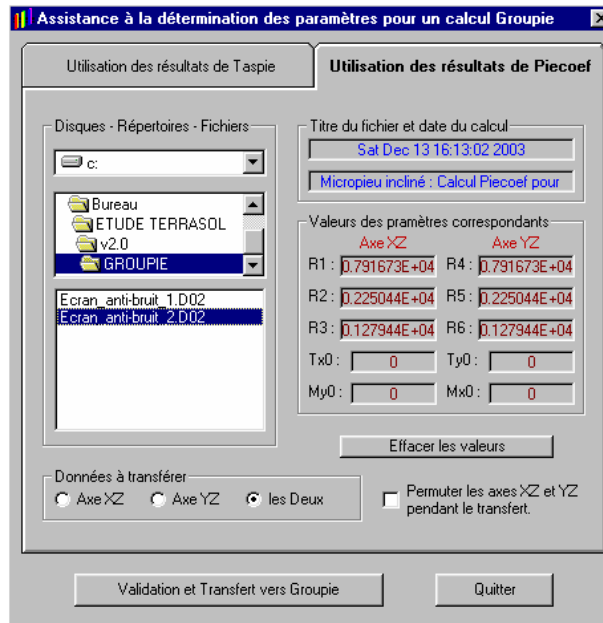 Assistance à la détermination des paramètres pour un calcul Groupie
Utilisation des résultats de Taspie
Utilisation des résultats de Piecoef
Disques - Répertoires - Fichiers
c:
Bureau
ETUDE TERRASOL
v2.0
GROUPIE
Ecran_anti-bruit_1.D02
Ecran_anti-bruit_2.D02
Titre du fichier et date du calcul
Sat Dec 13 16:13:02 2003
Micropieu incliné : Calcul Piecoef pour
Valeurs des pramètres correspondants
Axe XZ Axe YZ
R1 : 0.791673E+04 R4 : 0.791673E+04
R2 : 0.225044E+04 R5 : 0.225044E+04
R3 : 0.127944E+04 R6 : 0.127944E+04
Tx0 : 0 Ty0 : 0
My0 : 0 Mx0 : 0
Effacer les valeurs
Données à transférer
Axe XZ Axe YZ les Deux
Permuter les axes XZ et YZ
pendant le transfert.
Validation et Transfert vers Groupie
Quitter